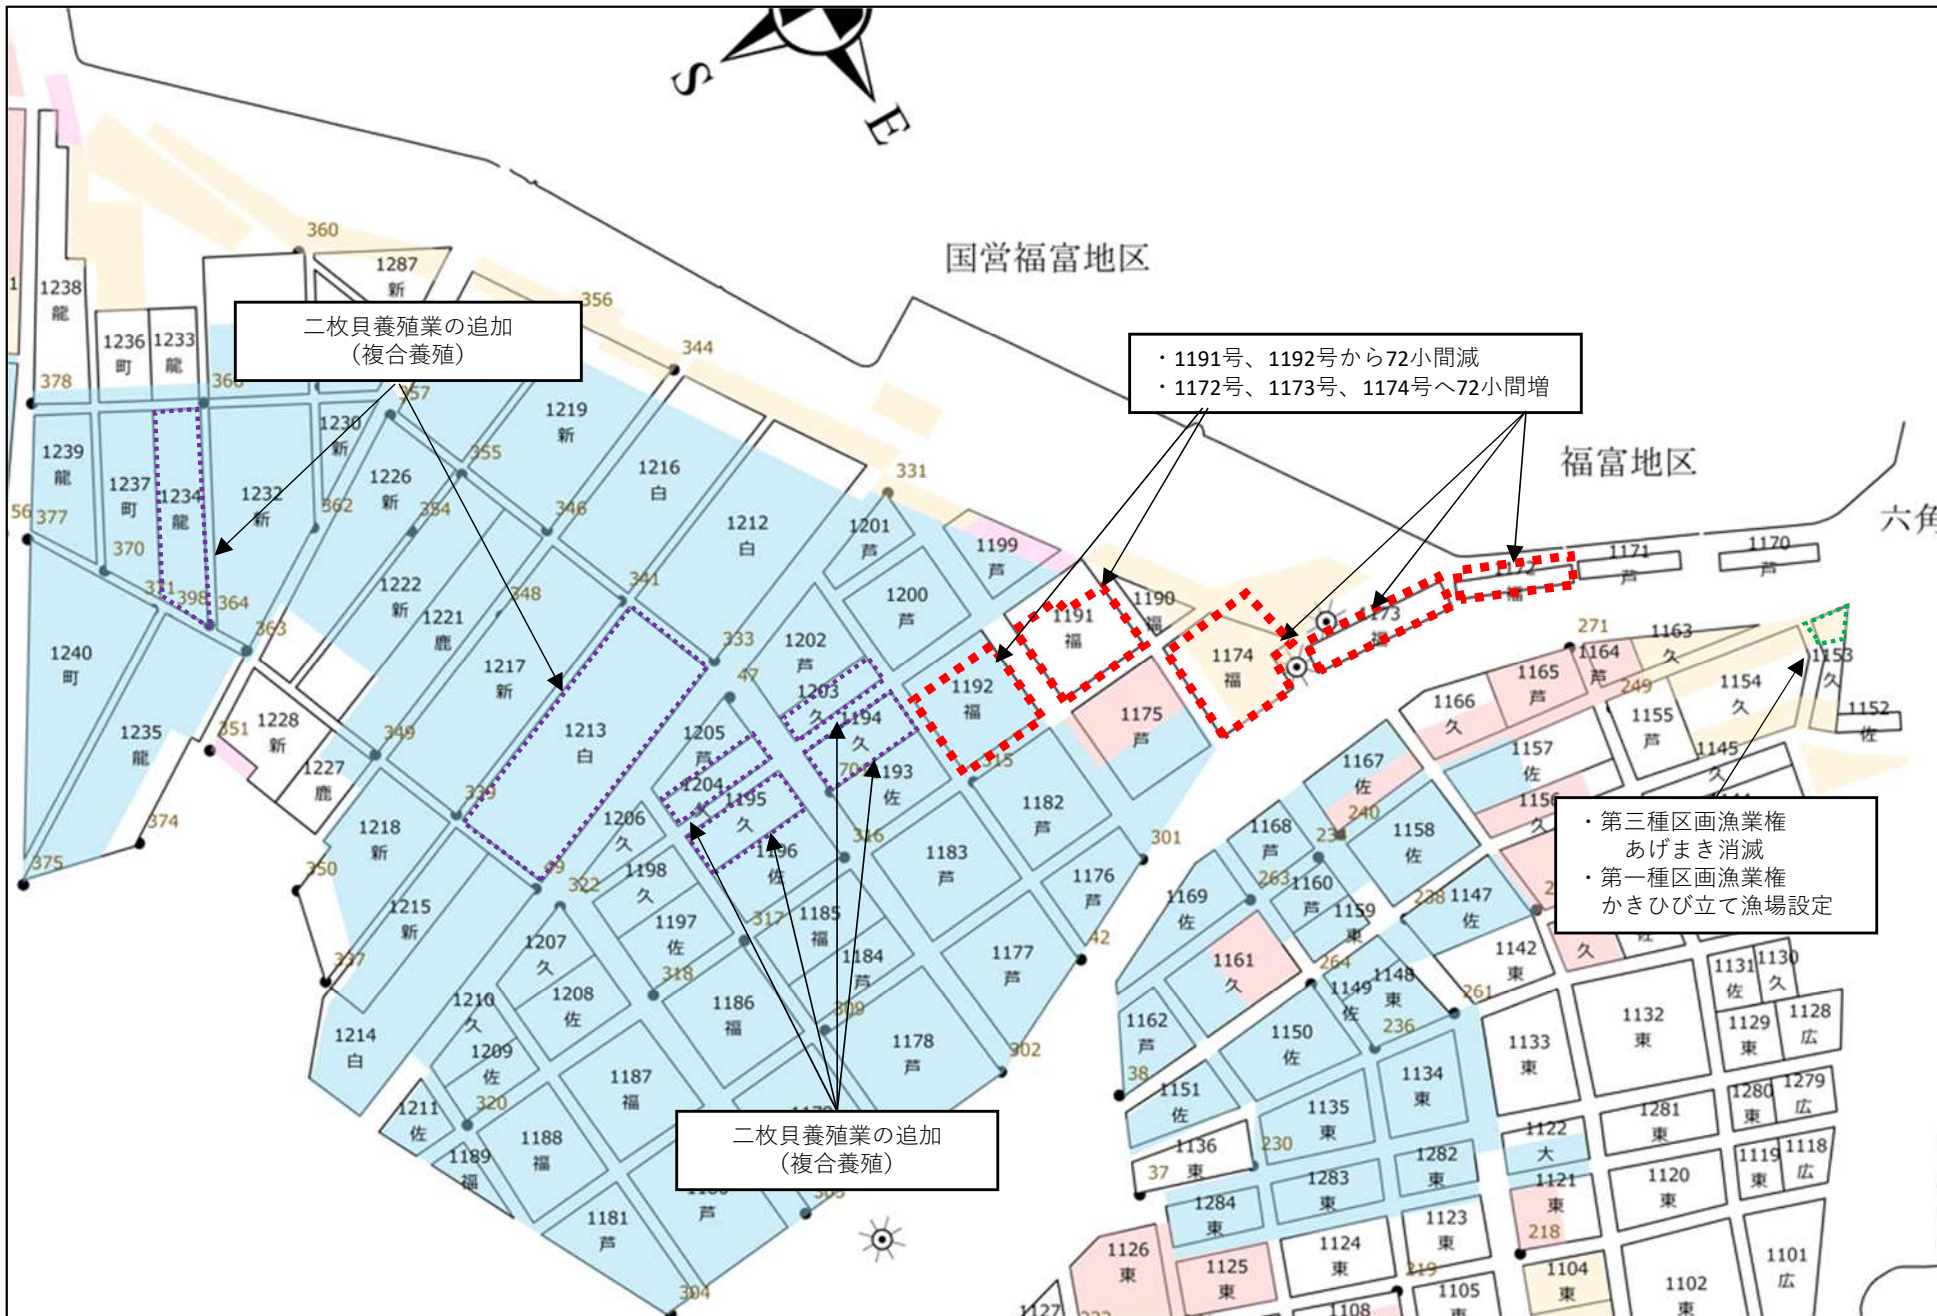 S
E
国営福富地区
福富地区
六角
二枚貝養殖業の追加
（複合養殖）
・1191号、1192号から72小間減
・1172号、1173号、1174号へ72小間増
・第三種区画漁業権
あげまき消滅
・第一種区画漁業権
かきひび立て漁場設定
二枚貝養殖業の追加
（複合養殖）
360
1287
新
356
344
331
1238
龍
1236
町
1233
龍
378
357
1239
龍
1237
町
1234
龍
1232
新
1230
新
1226
新
355
354
346
362
1219
新
1216
白
1212
白
1201
芦
1199
芦
1200
芦
56
377
370
371
398
364
363
1222
新
1221
鹿
348
1217
新
341
333
47
1202
芦
1203
久
1194
久
1193
佐
1192
福
1191
福
1190
福
1174
福
1173
福
1172
福
1171
芦
1170
芦
1240
町
1235
龍
351
1228
新
1227
鹿
349
339
1213
白
1205
芦
1204
1195
久
1196
佐
315
1175
芦
1182
芦
316
1183
芦
301
1176
芦
375
374
1218
新
350
1215
新
337
1214
白
322
1206
久
1198
久
1197
佐
317
1185
福
1184
芦
1177
芦
42
1207
久
1208
佐
318
1186
福
309
1178
芦
302
1210
久
1209
佐
1187
福
320
1211
佐
1188
福
1189
福
1181
芦
芦
304
271
1163
久
1164
芦
1165
芦
249
1166
久
1154
久
1153
久
1152
佐
1155
芦
1145
久
1157
佐
1156
久
1167
佐
240
1158
佐
1168
芦
263
1160
芦
1159
東
238
1147
佐
1169
佐
1161
久
264
1148
東
1149
佐
1142
東
久
261
236
1131
佐
1130
久
1132
東
1133
東
1129
東
1128
広
1162
芦
38
1150
佐
1151
佐
1134
東
1135
東
1280
東
1279
広
1281
東
1122
大
1136
東
230
37
1282
東
1283
東
1284
東
1121
東
1120
東
1119
東
1118
広
218
1123
東
1124
東
1125
東
1126
東
219
1105
東
1104
東
1102
東
1101
広
1127
1108